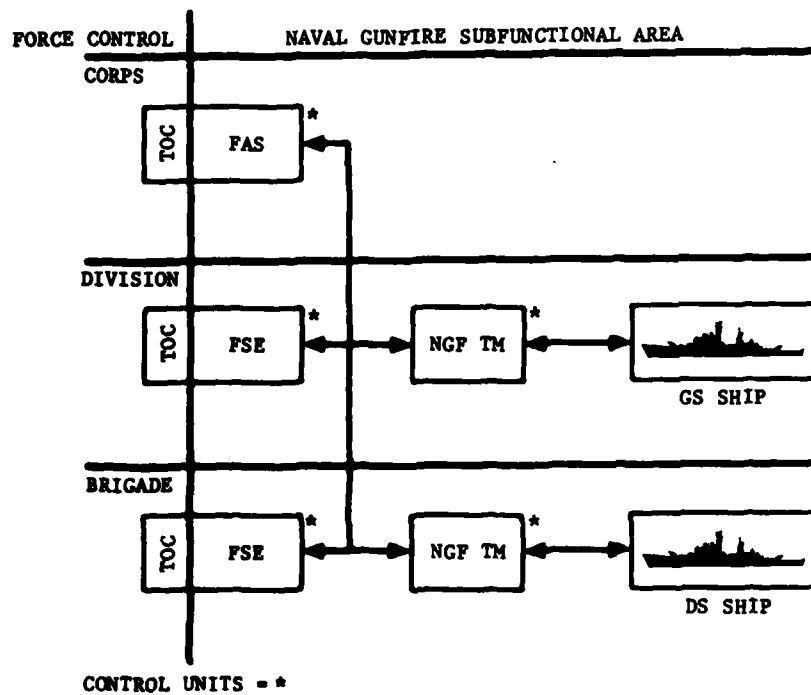 FORCE CONTROL NAVAL GUNFIRE SUBFUNCTIONAL AREA
CORPS
TOC FAS *
DIVISION
TOC FSE * NGF TM *
GS SHIP
BRIGADE
TOC FSE * NGF TM *
DS SHIP
CONTROL UNITS = *